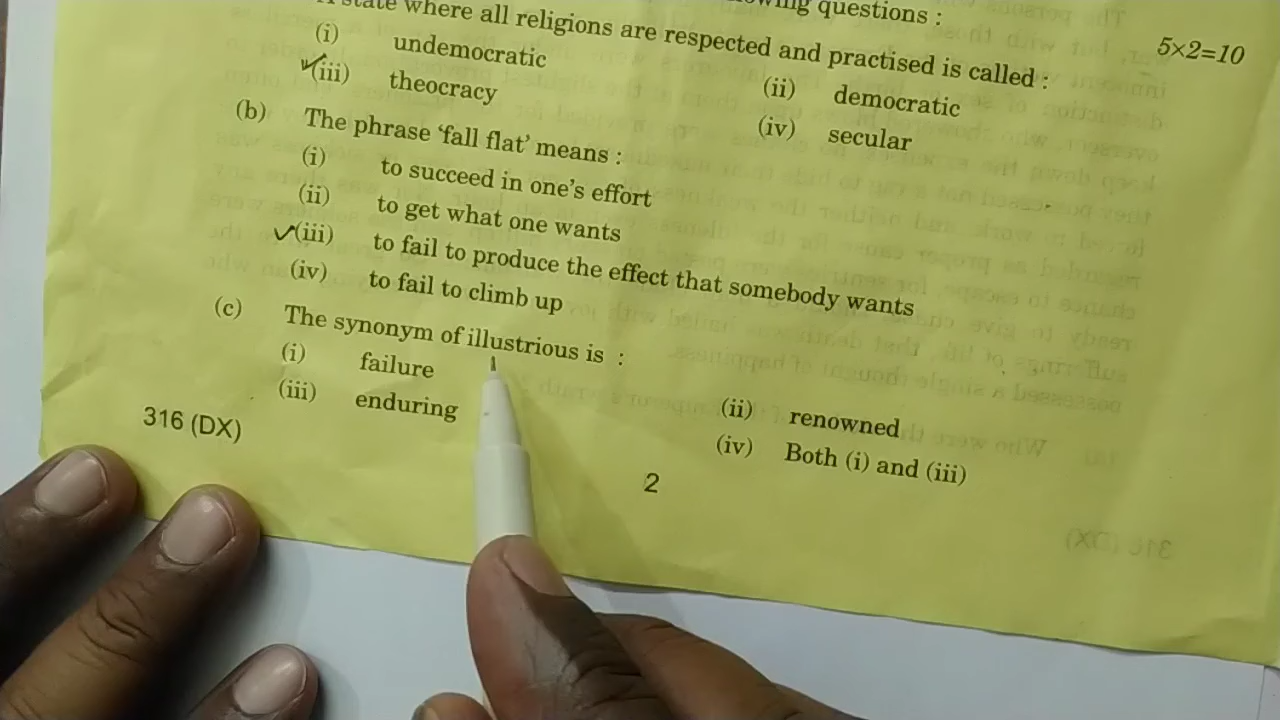 questions :
state where all religions are respected and practised is called : 5×2=10
(i) undemocratic (ii) democratic
(iii) theocracy (iv) secular
(b) The phrase 'fall flat' means :
(i) to succeed in one's effort
(ii) to get what one wants
(iii) to fail to produce the effect that somebody wants
(iv) to fail to climb up
(c) The synonym of illustrious is :
(i) failure (ii) renowned
(iii) enduring (iv) Both (i) and (iii)
316 (DX) 2